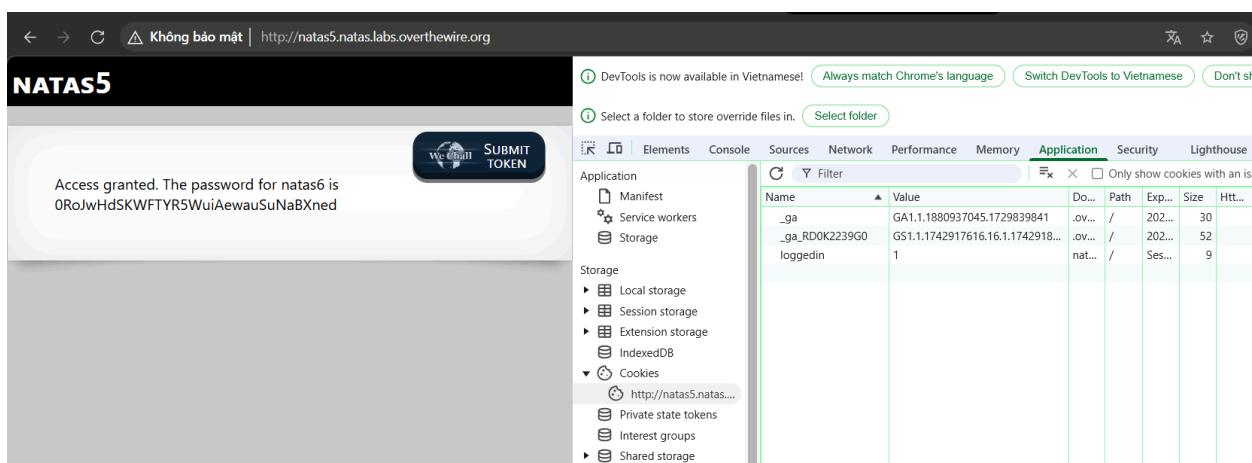 Không bảo mật http://natas5.natas.labs.overthewire.org
NATAS5
We Chall SUBMIT TOKEN
Access granted. The password for natas6 is
0RoJwHdSKWFTYR5WuiAewauSuNaBXned
DevTools is now available in Vietnamese! Always match Chrome's language Switch DevTools to Vietnamese Don't sh
Select a folder to store override files in. Select folder
Elements Console Sources Network Performance Memory Application Security Lighthouse
Application
Manifest
Service workers
Storage
Storage
Local storage
Session storage
Extension storage
IndexedDB
Cookies
http://natas5.natas....
Private state tokens
Interest groups
Shared storage
Filter Only show cookies with an is
Name Value Do... Path Exp... Size Htt...
_ga GA1.1.1880937045.1729839841 .ov... / 202... 30
_ga_RD0K2239G0 GS1.1.1742917616.16.1.1742918... .ov... / 202... 52
loggedin 1 nat... / Ses... 9